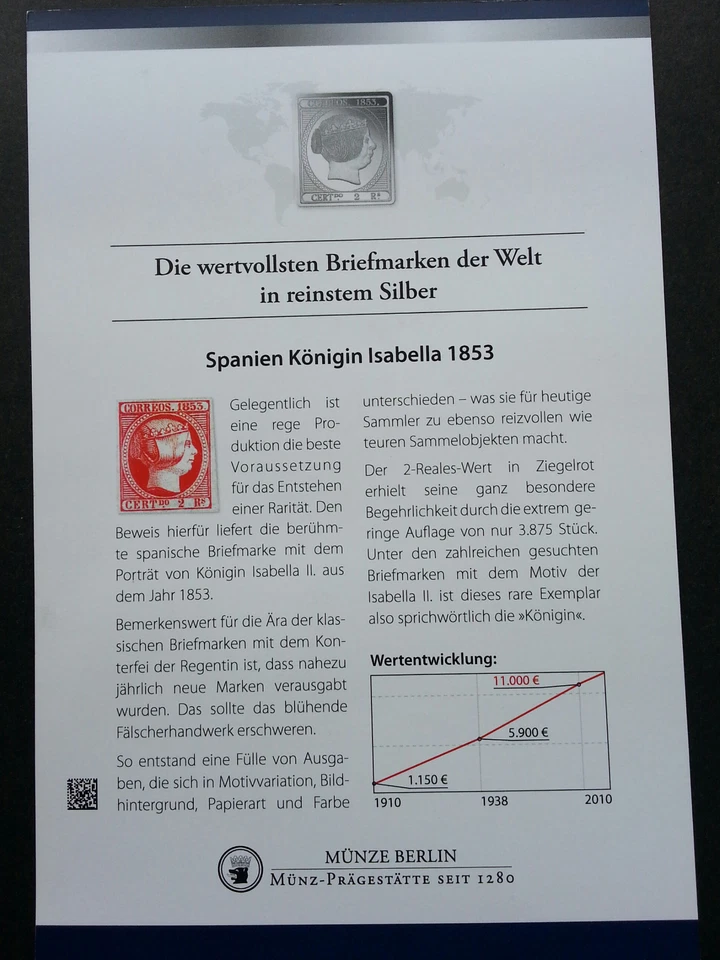 CORREOS. 1853.
CERTDO 2 Rs
Die wertvollsten Briefmarken der Welt
in reinstem Silber
Spanien Königin Isabella 1853
CORREOS. 1853.
CERTDO 2 Rs
Gelegentlich ist
eine rege Pro-
duktion die beste
Voraussetzung
für das Entstehen
einer Rarität. Den
Beweis hierfür liefert die berühm-
te spanische Briefmarke mit dem
Porträt von Königin Isabella II. aus
dem Jahr 1853.
Bemerkenswert für die Ära der klas-
sischen Briefmarken mit dem Kon-
terfei der Regentin ist, dass nahezu
jährlich neue Marken verausgabt
wurden. Das sollte das blühende
Fälscherhandwerk erschweren.
So entstand eine Fülle von Ausga-
ben, die sich in Motivvariation, Bild-
hintergrund, Papierart und Farbe
unterschieden – was sie für heutige
Sammler zu ebenso reizvollen wie
teuren Sammelobjekten macht.
Der 2-Reales-Wert in Ziegelrot
erhielt seine ganz besondere
Begehrlichkeit durch die extrem ge-
ringe Auflage von nur 3.875 Stück.
Unter den zahlreichen gesuchten
Briefmarken mit dem Motiv der
Isabella II. ist dieses rare Exemplar
also sprichwörtlich die »Königin«.
Wertentwicklung:
11.000 €
5.900 €
1.150 €
1910 1938 2010
MÜNZE BERLIN
MÜNZ-PRÄGESTÄTTE SEIT 1280